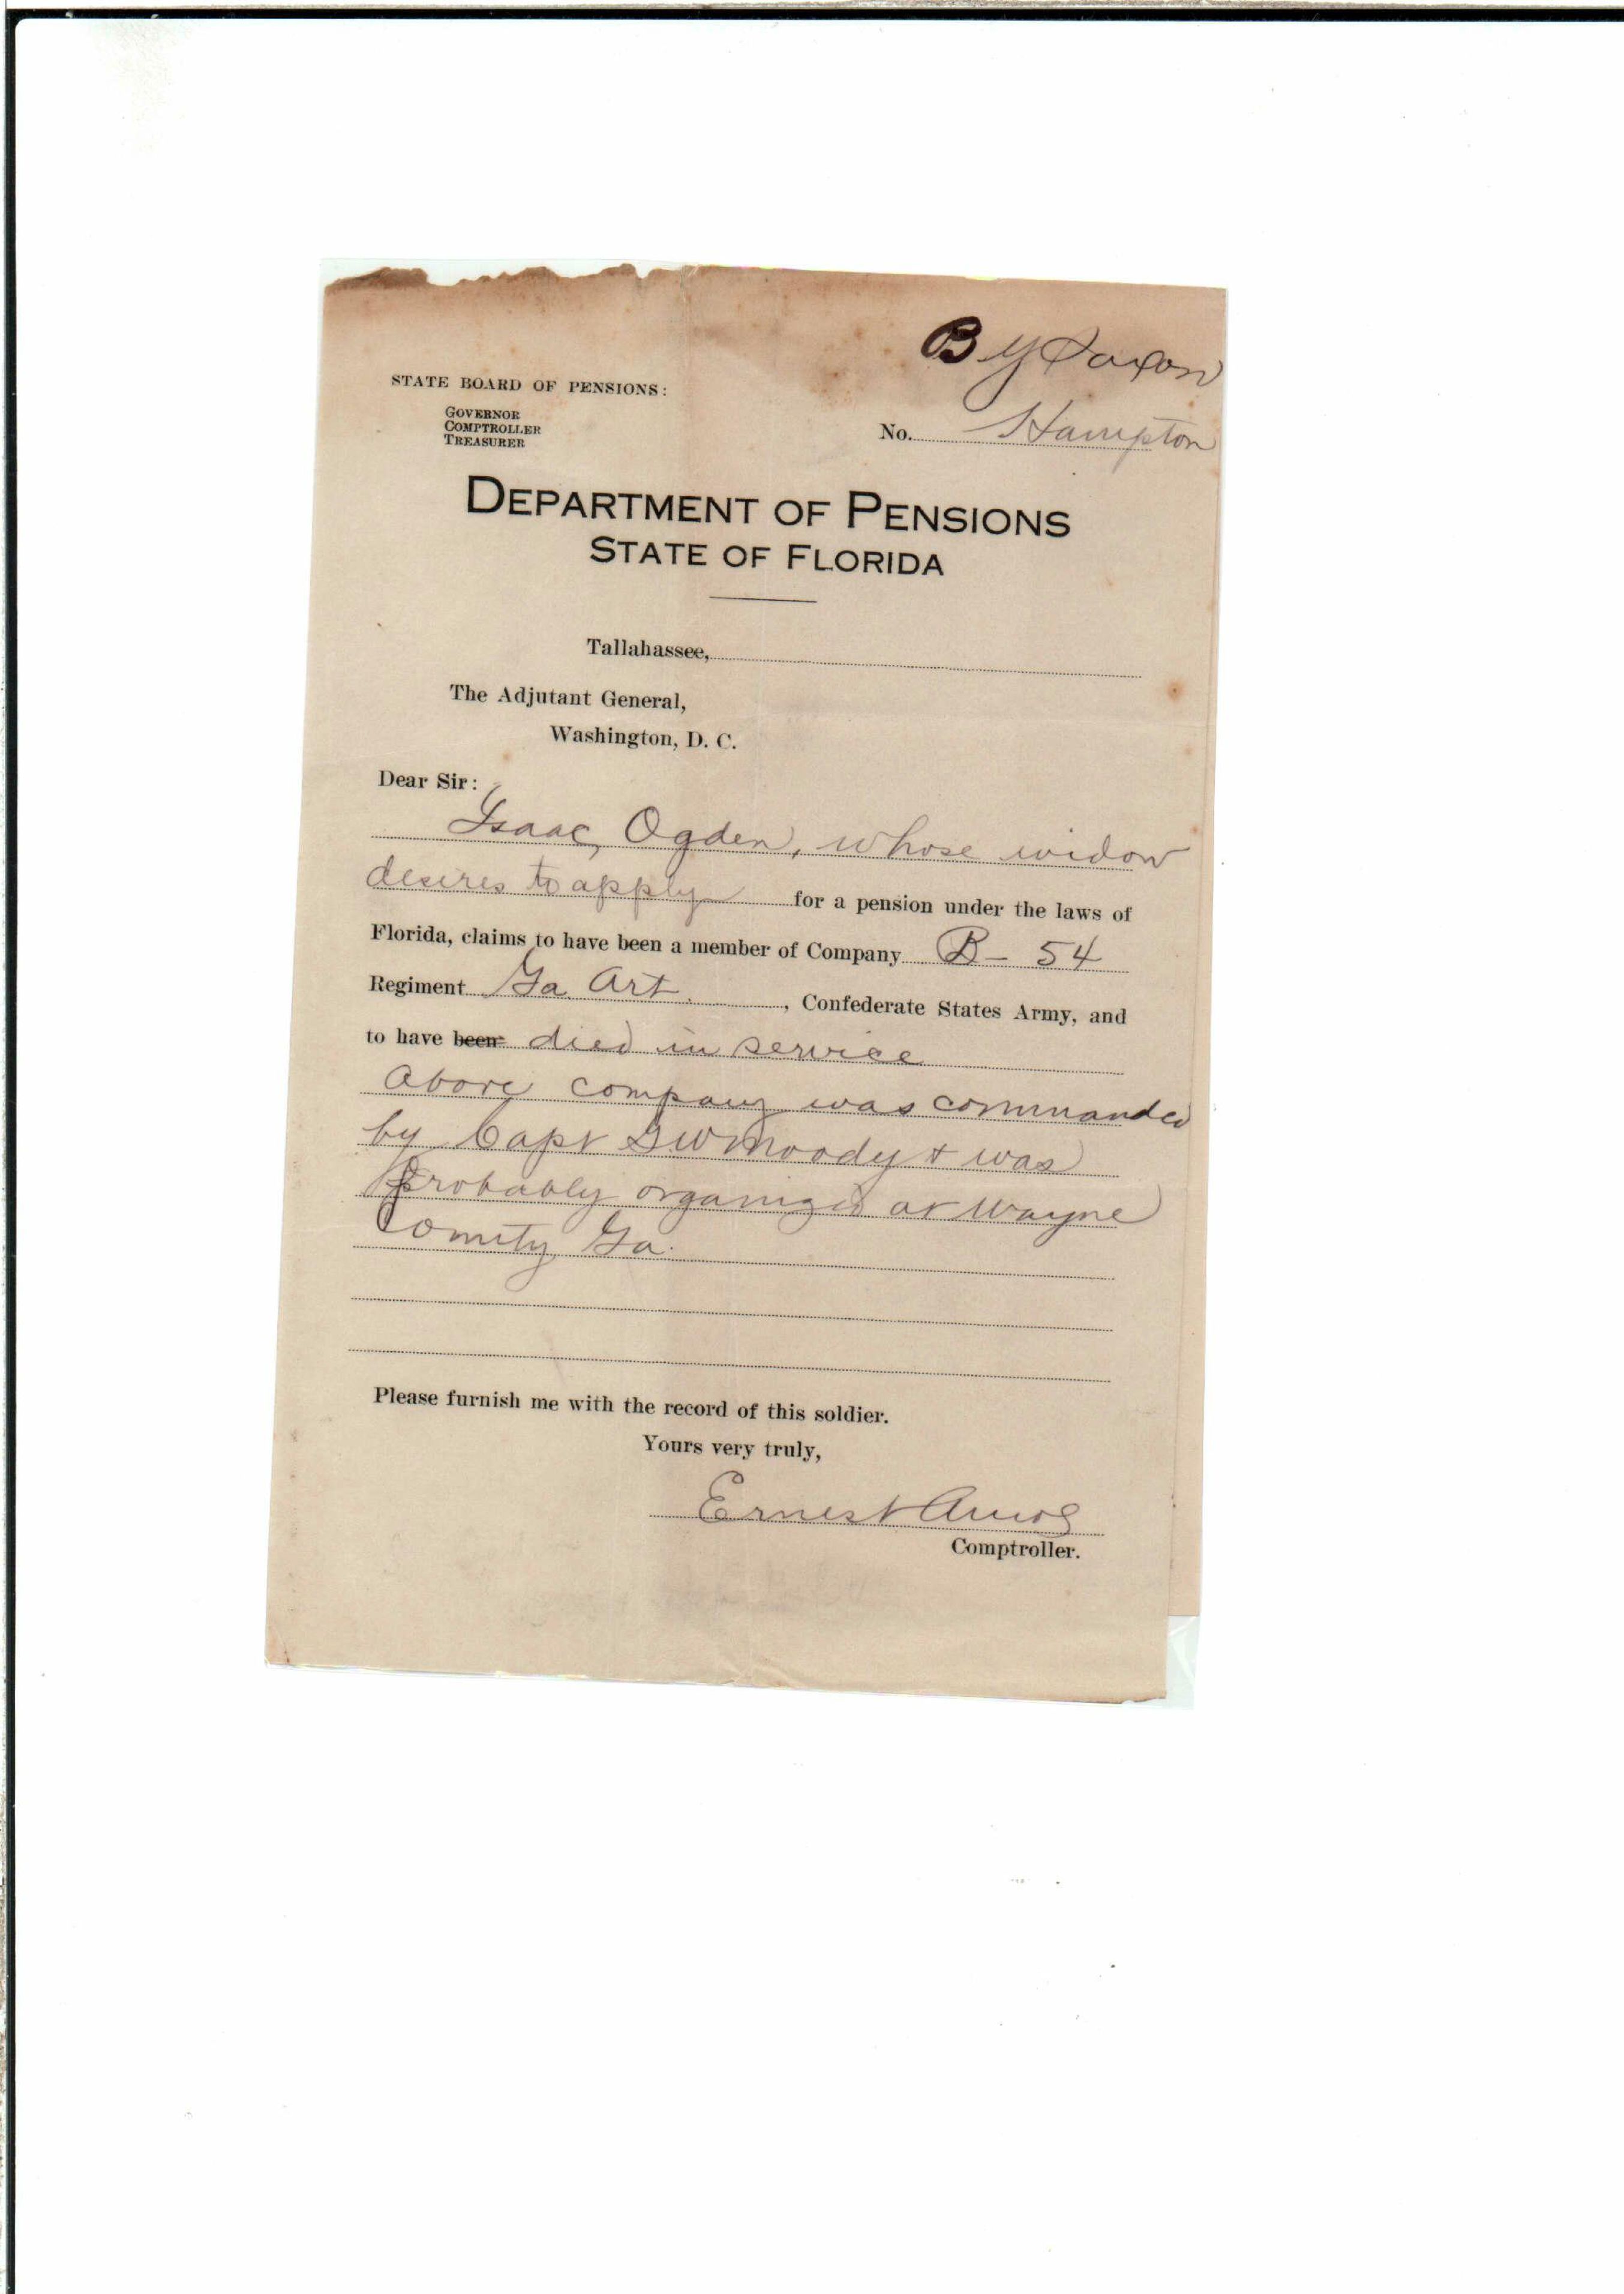 B Y Saxon
STATE BOARD OF PENSIONS:
GOVERNOR
COMPTROLLER
TREASURER
No. Hampton
DEPARTMENT OF PENSIONS
STATE OF FLORIDA
Tallahassee,
The Adjutant General,
Washington, D. C.
Dear Sir:
Isaac Ogden, whose widow
desires to apply for a pension under the laws of
Florida, claims to have been a member of Company B - 54
Regiment Ga Art. , Confederate States Army, and
to have been died in service
above company was commanded
by Capt G W Moody + was
probably organized at Wayne
County Ga.
Please furnish me with the record of this soldier.
Yours very truly,
Ernest Amos
Comptroller.